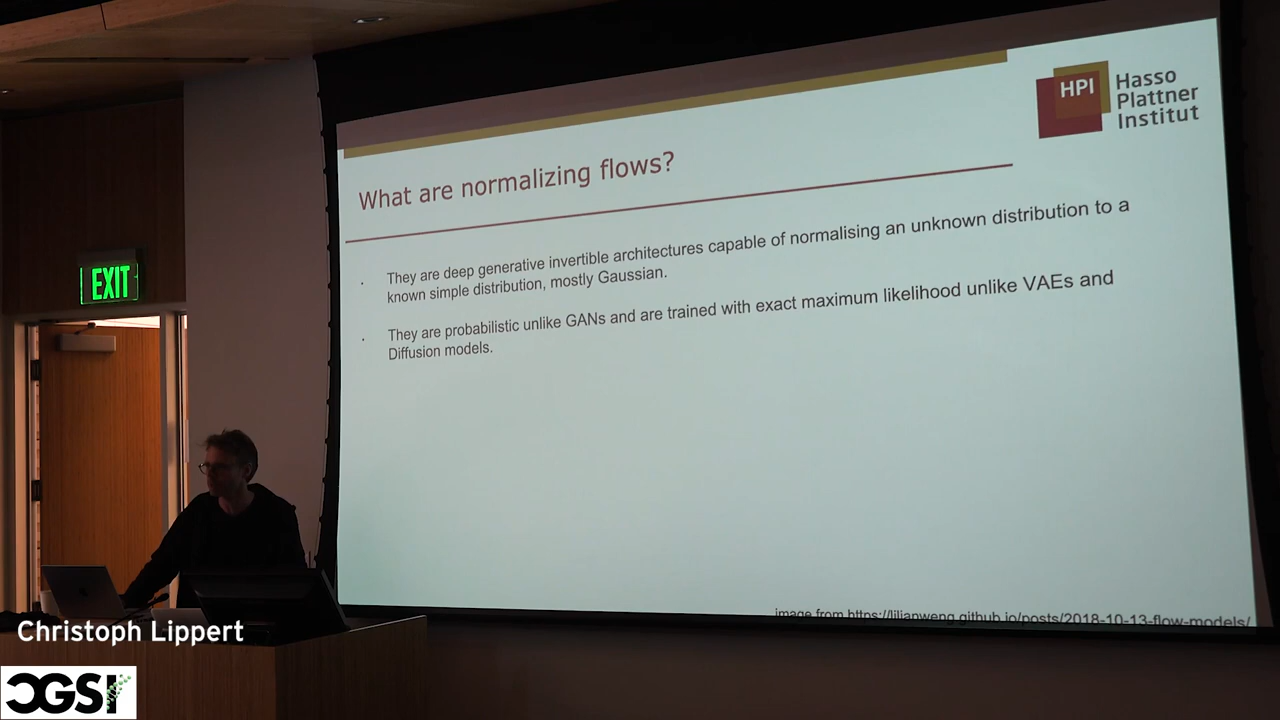 HPI
Hasso
Plattner
Institut
What are normalizing flows?
They are deep generative invertible architectures capable of normalising an unknown distribution to a
known simple distribution, mostly Gaussian.
They are probabilistic unlike GANs and are trained with exact maximum likelihood unlike VAEs and
Diffusion models.
image from https://lilianweng.github.io/posts/2018-10-13-flow-models/
EXIT
Christoph Lippert
CGSI